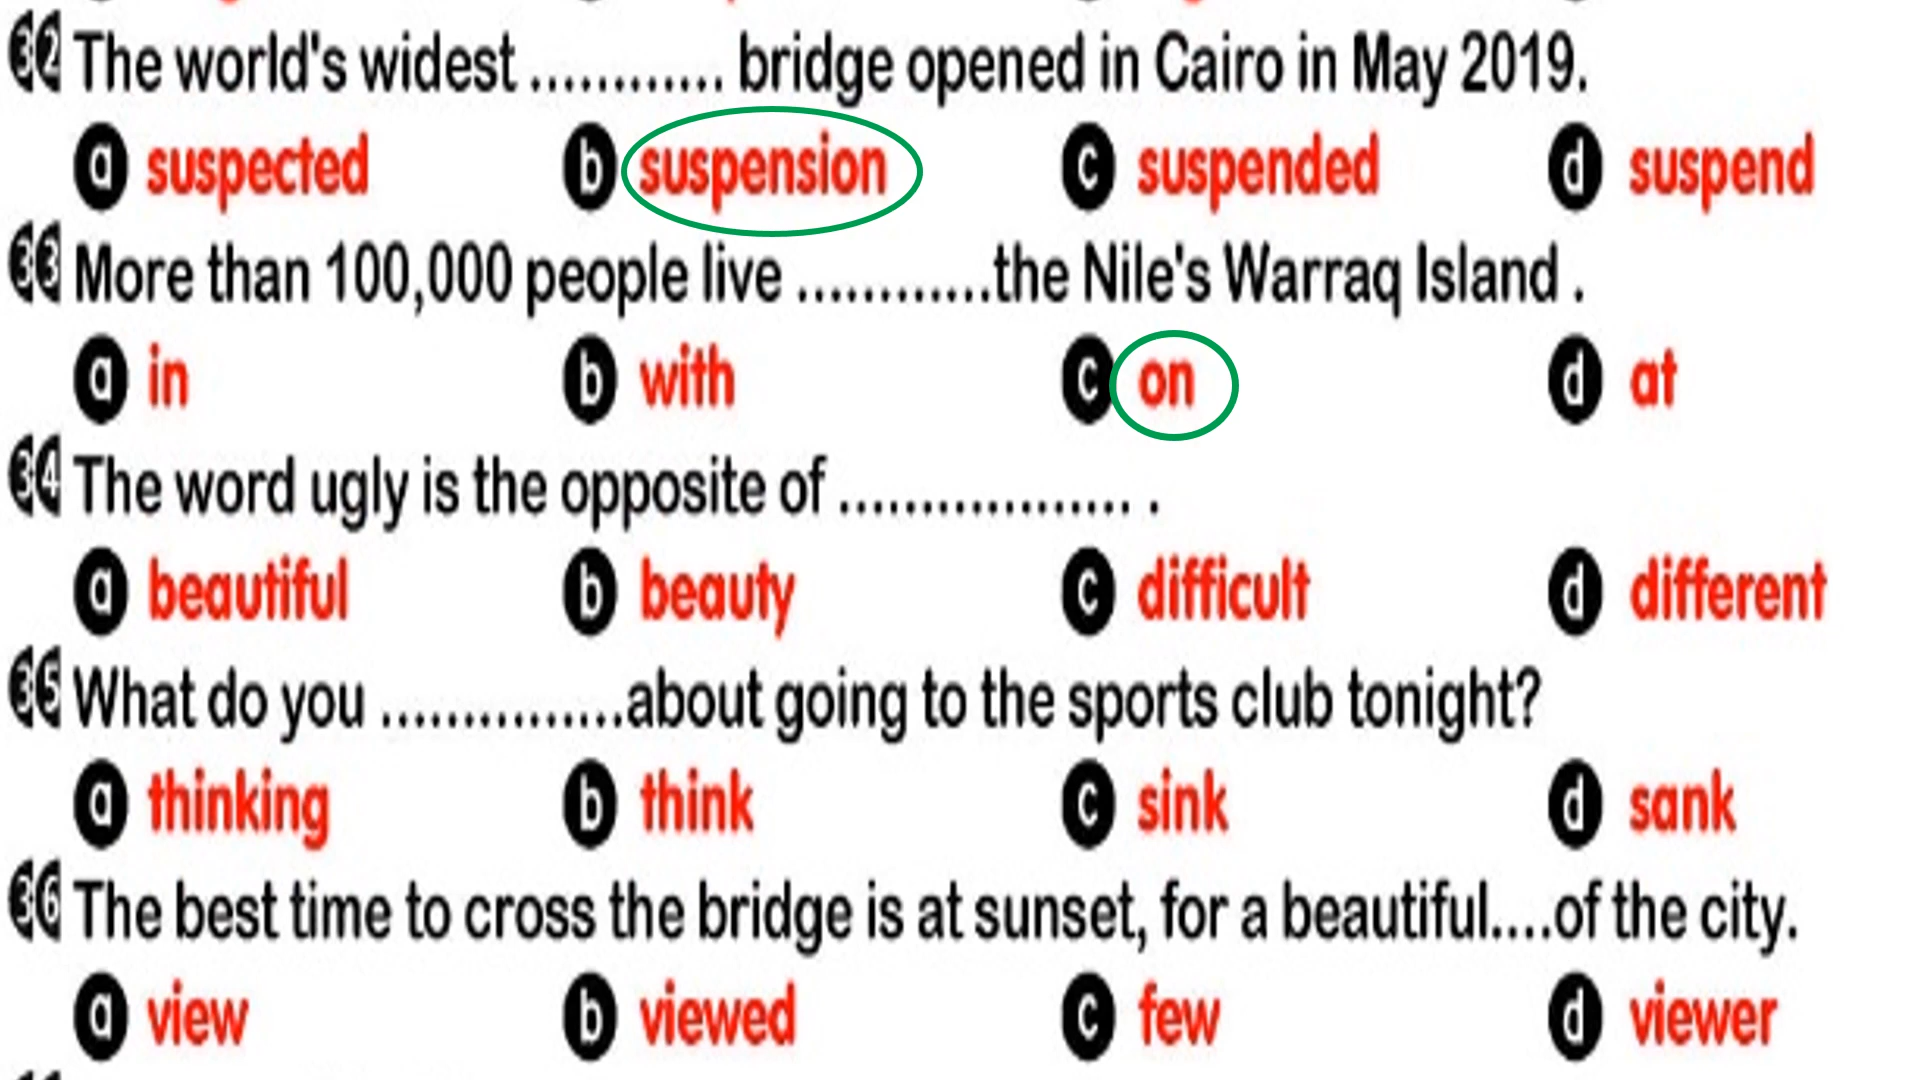 32 The world's widest ............ bridge opened in Cairo in May 2019.
a suspected b suspension c suspended d suspend
33 More than 100,000 people live ............the Nile's Warraq Island .
a in b with c on d at
34 The word ugly is the opposite of .................. .
a beautiful b beauty c difficult d different
35 What do you ...............about going to the sports club tonight?
a thinking b think c sink d sank
36 The best time to cross the bridge is at sunset, for a beautiful....of the city.
a view b viewed c few d viewer